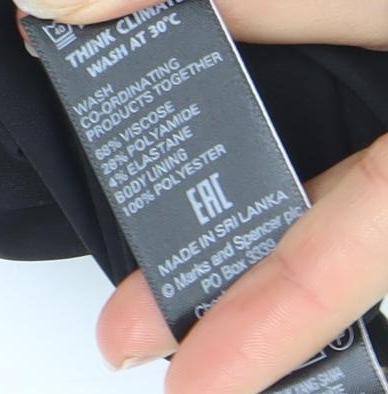 40
THINK CLIMATE
WASH AT 30°C
WASH
CO-ORDINATING
PRODUCTS TOGETHER
68% VISCOSE
28% POLYAMIDE
4% ELASTANE
BODY LINING
100% POLYESTER
EAC
MADE IN SRI LANKA
© Marks and Spencer plc
PO Box 3339